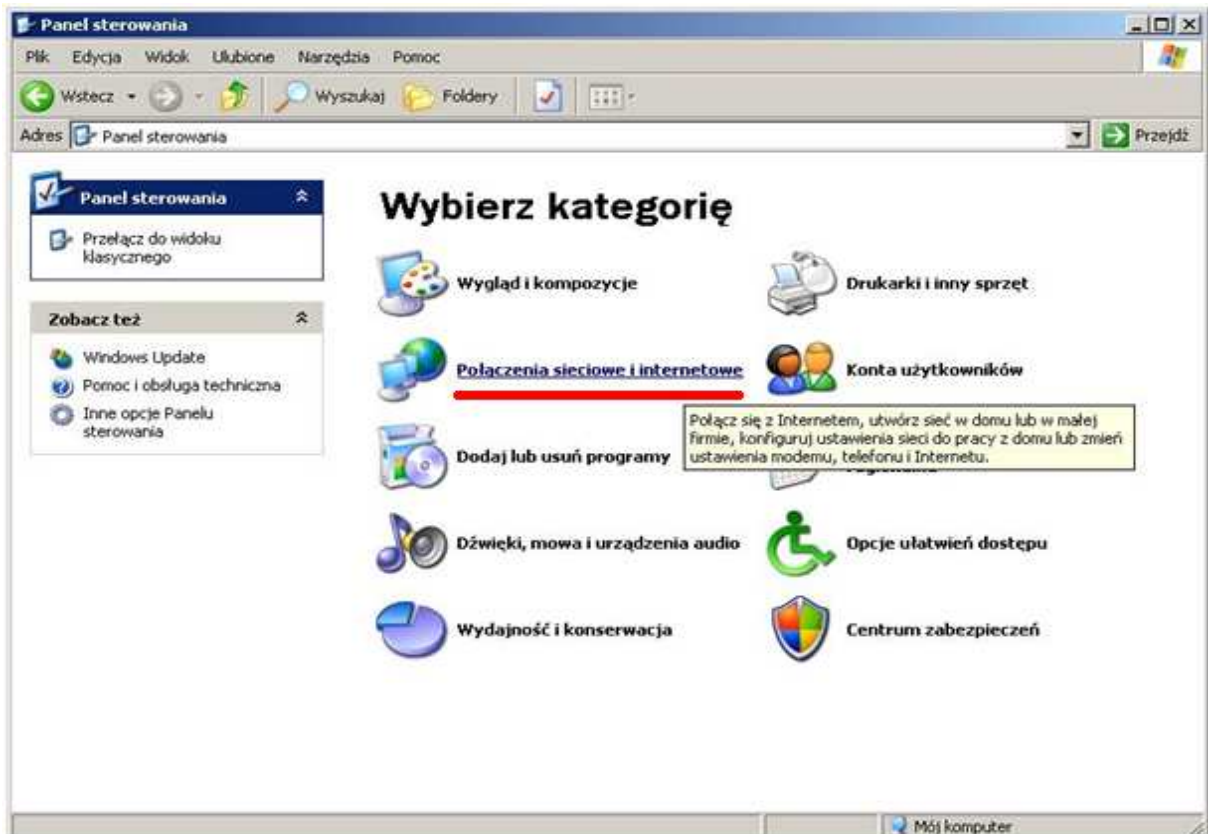 Panel sterowania
Plik Edycja Widok Ulubione Narzędzia Pomoc
Wstecz Wyszukaj Foldery
Adres Panel sterowania Przejdź
Panel sterowania
Przełącz do widoku
klasycznego
Zobacz też
Windows Update
Pomoc i obsługa techniczna
Inne opcje Panelu
sterowania
Wybierz kategorię
Wygląd i kompozycje
Drukarki i inny sprzęt
Połączenia sieciowe i internetowe
Konta użytkowników
Połącz się z Internetem, utwórz sieć w domu lub w małej
firmie, konfiguruj ustawienia sieci do pracy z domu lub zmień
ustawienia modemu, telefonu i Internetu.
Dodaj lub usuń programy
Dźwięki, mowa i urządzenia audio
Opcje ułatwień dostępu
Wydajność i konserwacja
Centrum zabezpieczeń
Mój komputer